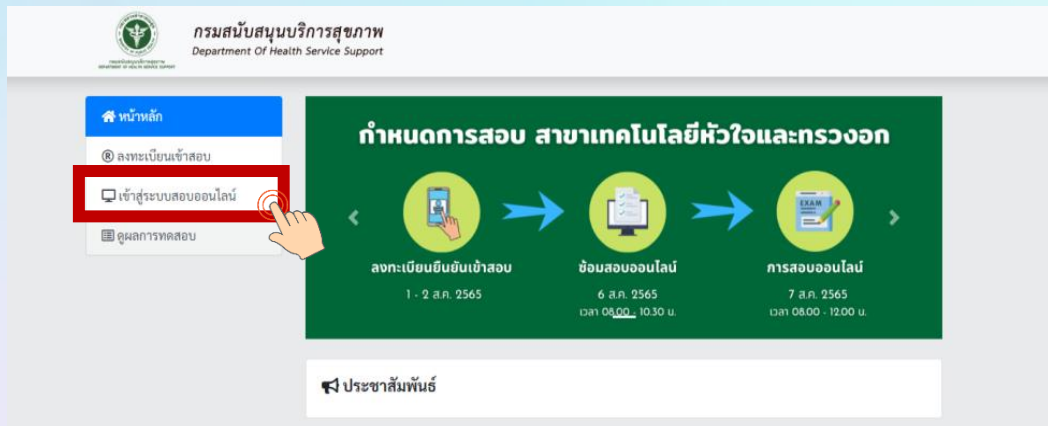 กรมสนับสนุนบริการสุขภาพ
Department Of Health Service Support
หน้าหลัก
ลงทะเบียนเข้าสอบ
เข้าสู่ระบบสอบออนไลน์
ดูผลการทดสอบ
กำหนดการสอบ สาขาเทคโนโลยีหัวใจและทรวงอก
EXAM
ลงทะเบียนยืนยันเข้าสอบ
1 - 2 ส.ค. 2565
ซ้อมสอบออนไลน์
6 ส.ค. 2565
เวลา 08.00 - 10.30 น.
การสอบออนไลน์
7 ส.ค. 2565
เวลา 08.00 - 12.00 น.
ประชาสัมพันธ์